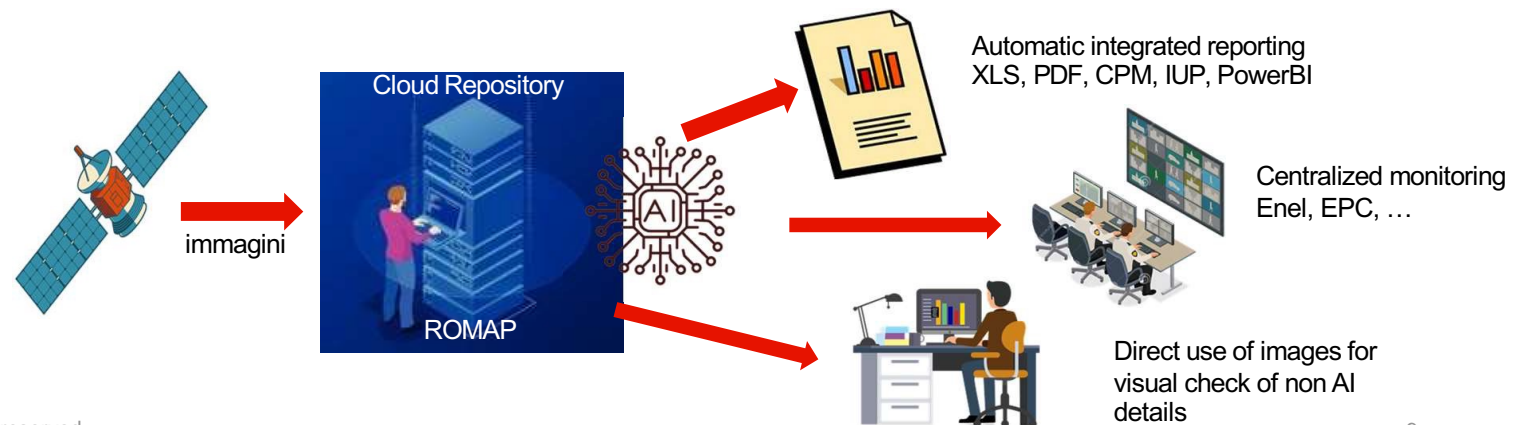 immagini
Cloud Repository
ROMAP
AI
Automatic integrated reporting
XLS, PDF, CPM, IUP, PowerBI
Centralized monitoring
Enel, EPC, …
Direct use of images for
visual check of non AI
details